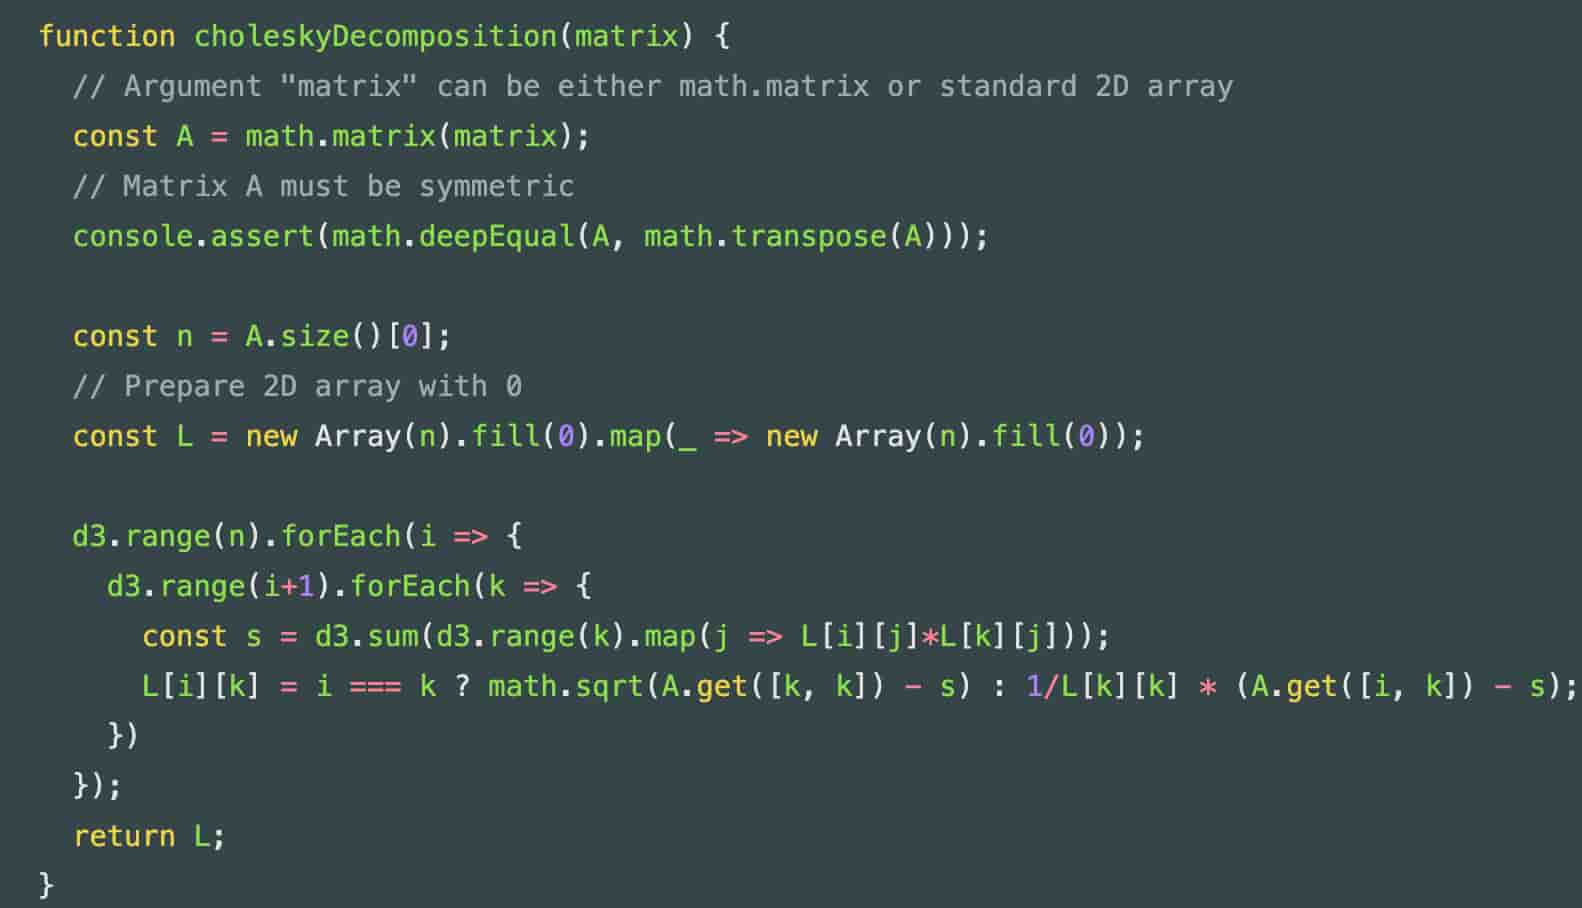 function choleskyDecomposition(matrix) {
  // Argument "matrix" can be either math.matrix or standard 2D array
  const A = math.matrix(matrix);
  // Matrix A must be symmetric
  console.assert(math.deepEqual(A, math.transpose(A)));

  const n = A.size()[0];
  // Prepare 2D array with 0
  const L = new Array(n).fill(0).map(_ => new Array(n).fill(0));

  d3.range(n).forEach(i => {
    d3.range(i+1).forEach(k => {
      const s = d3.sum(d3.range(k).map(j => L[i][j]*L[k][j]));
      L[i][k] = i === k ? math.sqrt(A.get([k, k]) - s) : 1/L[k][k] * (A.get([i, k]) - s);
    })
  });
  return L;
}